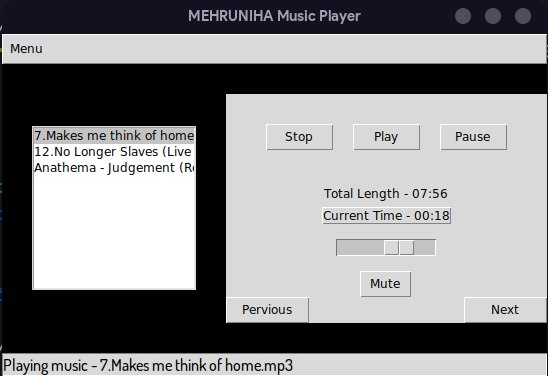 MEHRUNIHA Music Player
Menu
7.Makes me think of home
12.No Longer Slaves (Live
Anathema - Judgement (Re
Stop Play Pause
Total Length - 07:56
Current Time - 00:18
Mute
Pervious Next
Playing music - 7.Makes me think of home.mp3